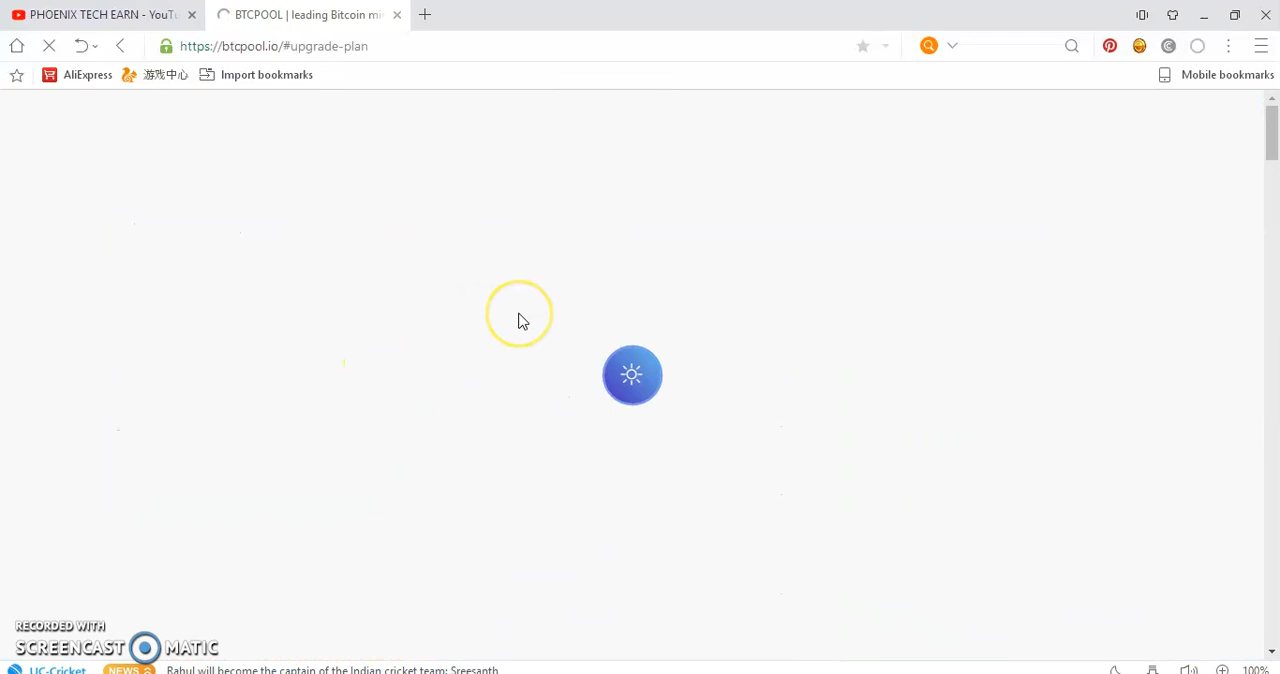 PHOENIX TECH EARN - YouTu
BTCPOOL | leading Bitcoin mi
https://btcpool.io/#upgrade-plan
AliExpress 游戏中心 Import bookmarks
Mobile bookmarks
RECORDED WITH
SCREENCAST MATIC
UC-Cricket NEWS Rahul will become the captain of the Indian cricket team: Sreesanth
100%